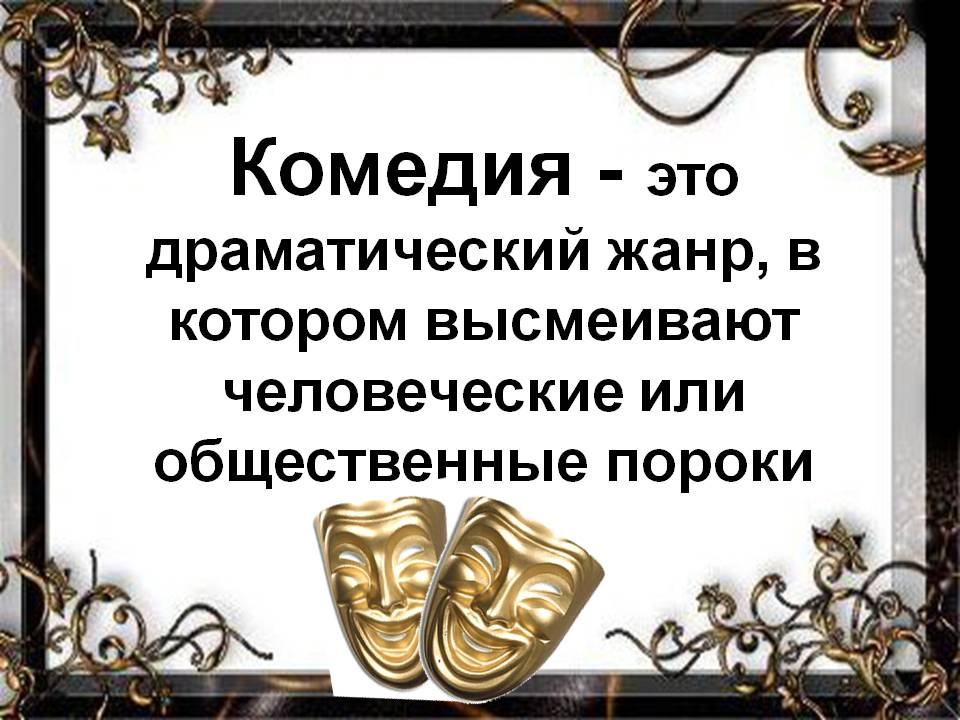 Комедия - это
драматический жанр, в
котором высмеивают
человеческие или
общественные пороки